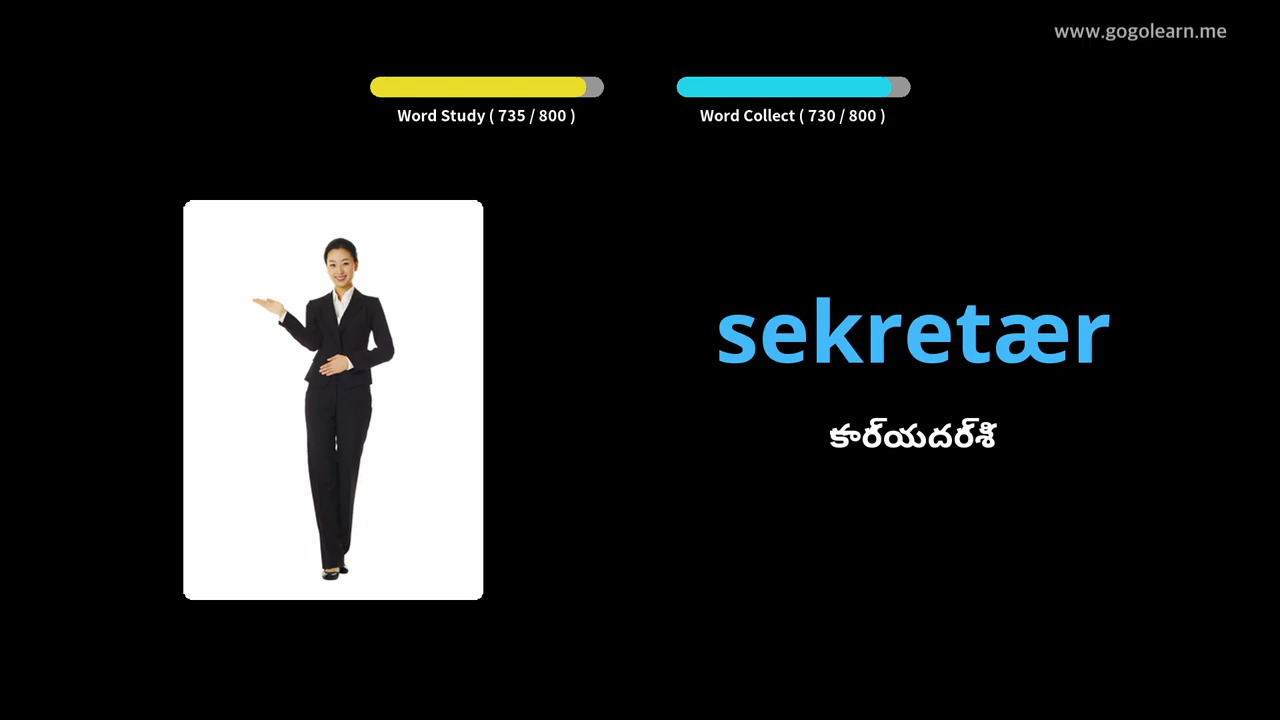 www.gogolearn.me
Word Study ( 735 / 800 )
Word Collect ( 730 / 800 )
sekretær
కార్యదర్శి